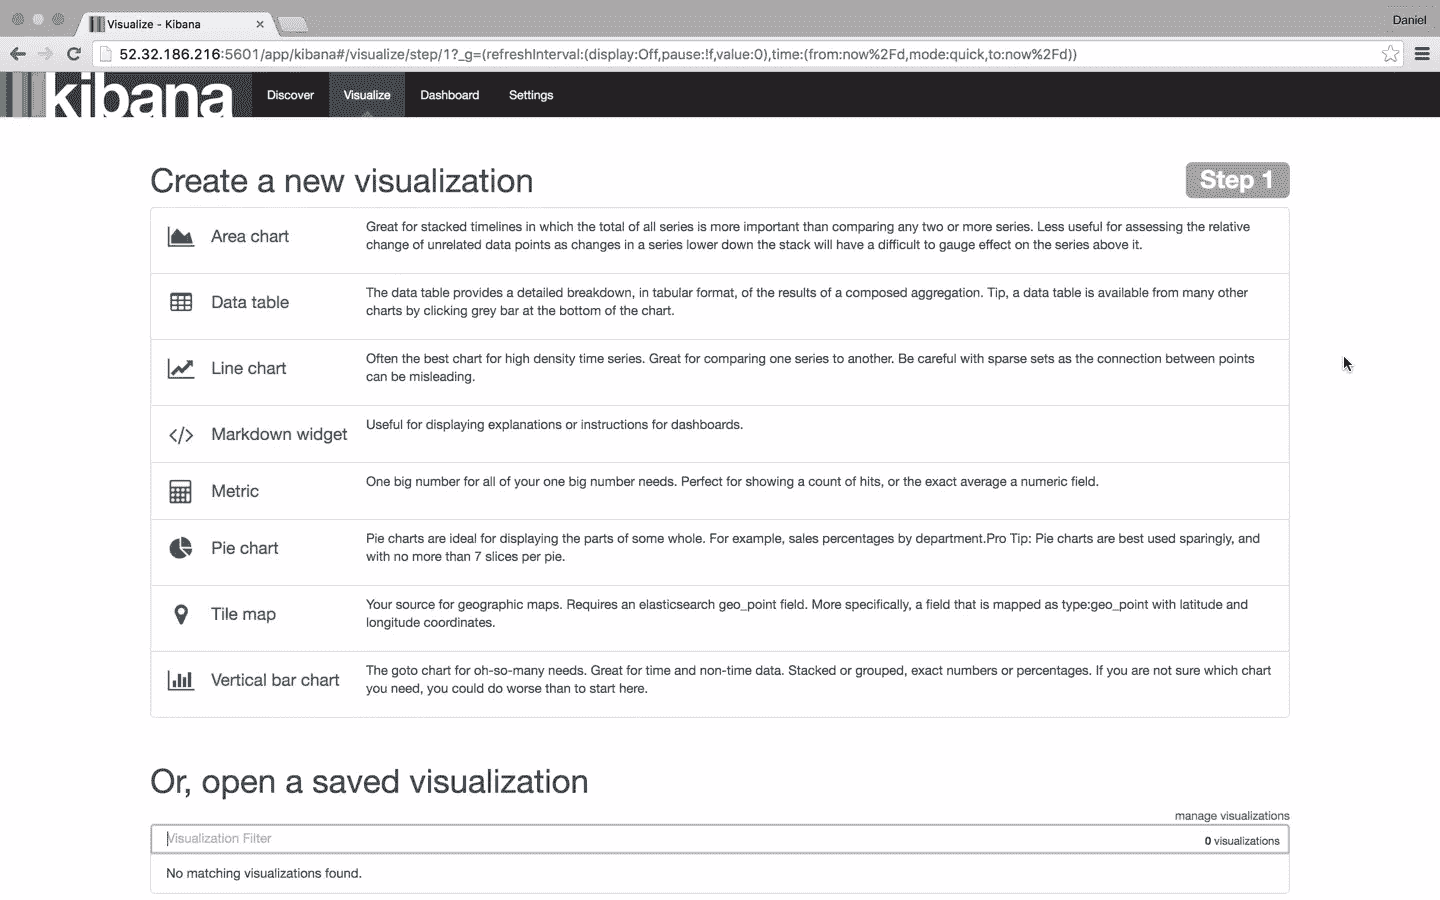 Visualize - Kibana
Daniel
52.32.186.216:5601/app/kibana#/visualize/step/1?_g=(refreshInterval:(display:Off,pause:!f,value:0),time:(from:now%2Fd,mode:quick,to:now%2Fd))
kibana
Discover
Visualize
Dashboard
Settings
Create a new visualization
Step 1
Area chart
Great for stacked timelines in which the total of all series is more important than comparing any two or more series. Less useful for assessing the relative
change of unrelated data points as changes in a series lower down the stack will have a difficult to gauge effect on the series above it.
Data table
The data table provides a detailed breakdown, in tabular format, of the results of a composed aggregation. Tip, a data table is available from many other
charts by clicking grey bar at the bottom of the chart.
Line chart
Often the best chart for high density time series. Great for comparing one series to another. Be careful with sparse sets as the connection between points
can be misleading.
Markdown widget
Useful for displaying explanations or instructions for dashboards.
Metric
One big number for all of your one big number needs. Perfect for showing a count of hits, or the exact average a numeric field.
Pie chart
Pie charts are ideal for displaying the parts of some whole. For example, sales percentages by department.Pro Tip: Pie charts are best used sparingly, and
with no more than 7 slices per pie.
Tile map
Your source for geographic maps. Requires an elasticsearch geo_point field. More specifically, a field that is mapped as type:geo_point with latitude and
longitude coordinates.
Vertical bar chart
The goto chart for oh-so-many needs. Great for time and non-time data. Stacked or grouped, exact numbers or percentages. If you are not sure which chart
you need, you could do worse than to start here.
Or, open a saved visualization
manage visualizations
Visualization Filter
0 visualizations
No matching visualizations found.